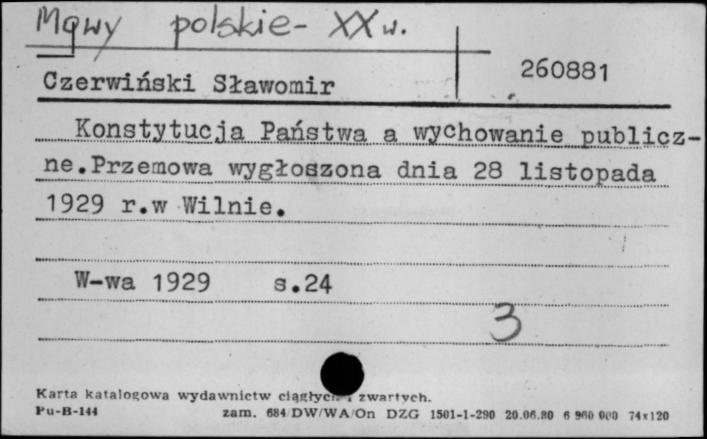 Mowy polskie - XX w.
Czerwiński Sławomir
260881
Konstytucja Państwa a wychowanie publicz-
ne.Przemowa wygłoszona dnia 28 listopada
1929 r.w Wilnie.
W-wa 1929 s.24
3
Karta katalogowa wydawnictw ciągłych i zwartych.
Pu-B-144 zam. 684/DW/WA/On DZG 1501-1-290 20.06.80 6 960 000 74x120